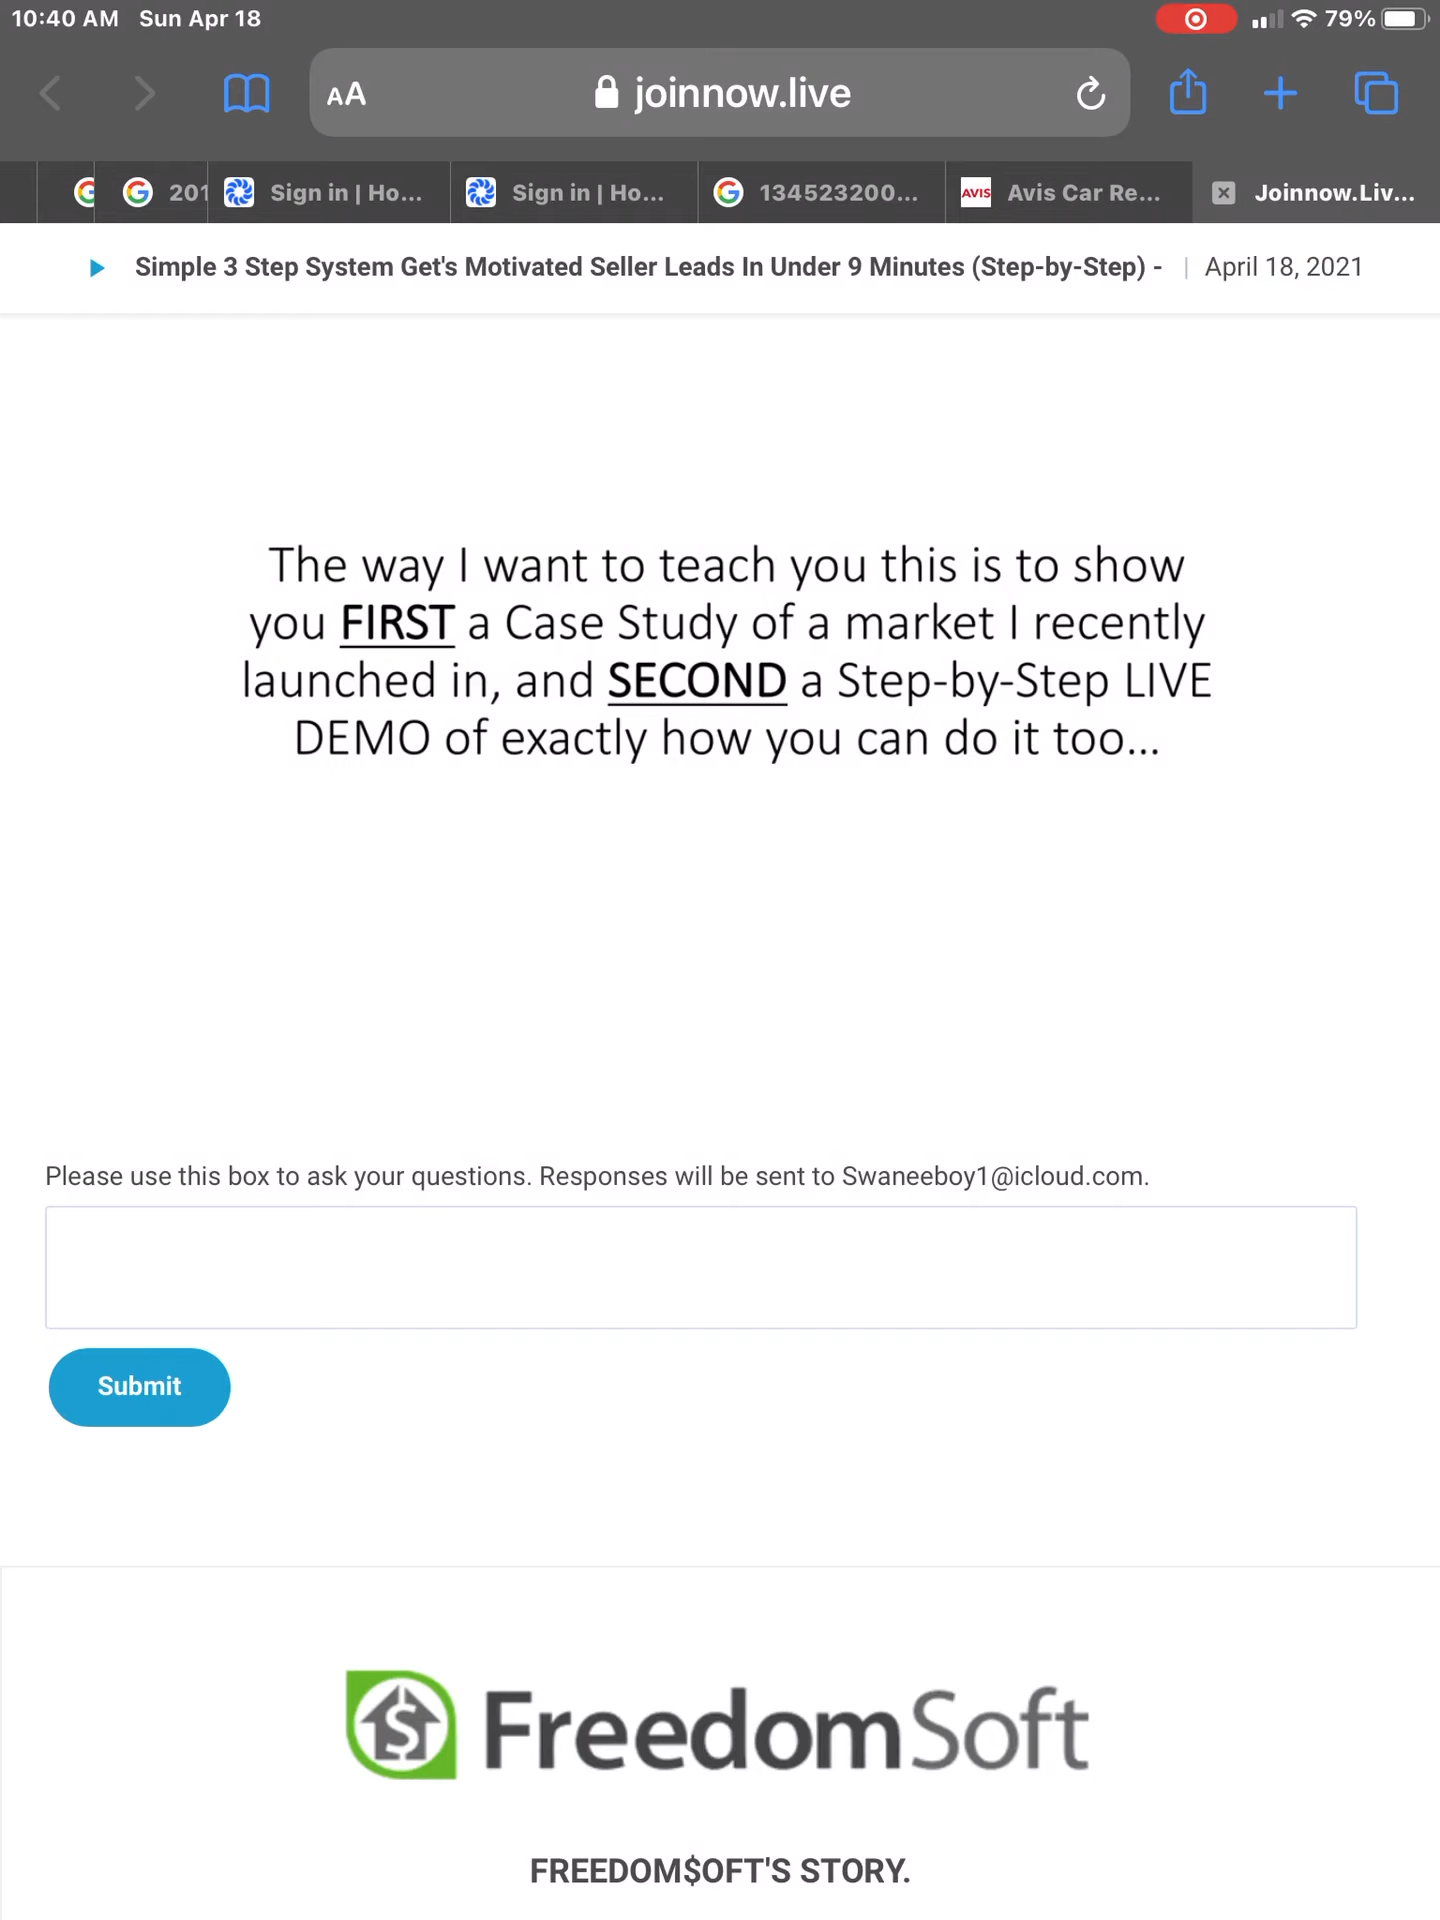 10:40 AM Sun Apr 18 79%
AA joinnow.live
201 Sign in | Ho... Sign in | Ho... 134523200... AVIS Avis Car Re... Joinnow.Liv...
Simple 3 Step System Get's Motivated Seller Leads In Under 9 Minutes (Step-by-Step) - | April 18, 2021
The way I want to teach you this is to show
you FIRST a Case Study of a market I recently
launched in, and SECOND a Step-by-Step LIVE
DEMO of exactly how you can do it too...
Please use this box to ask your questions. Responses will be sent to Swaneeboy1@icloud.com.
Submit
FreedomSoft
FREEDOM$OFT'S STORY.